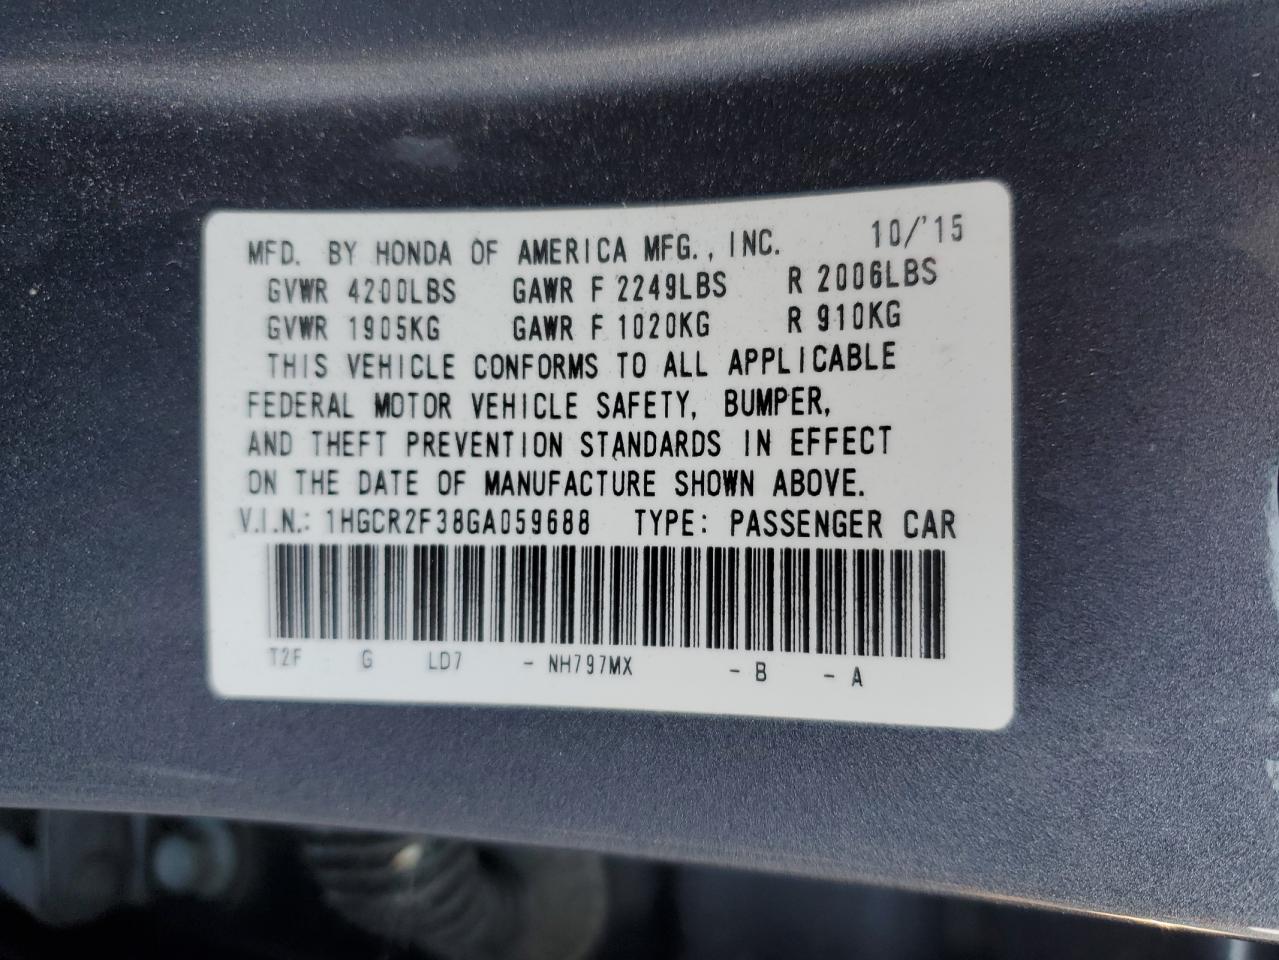 MFD. BY HONDA OF AMERICA MFG., INC. 10/'15
GVWR 4200LBS GAWR F 2249LBS R 2006LBS
GVWR 1905KG GAWR F 1020KG R 910KG
THIS VEHICLE CONFORMS TO ALL APPLICABLE
FEDERAL MOTOR VEHICLE SAFETY, BUMPER,
AND THEFT PREVENTION STANDARDS IN EFFECT
ON THE DATE OF MANUFACTURE SHOWN ABOVE.
V.I.N.: 1HGCR2F38GA059688 TYPE: PASSENGER CAR
T2F G LD7 - NH797MX - B - A